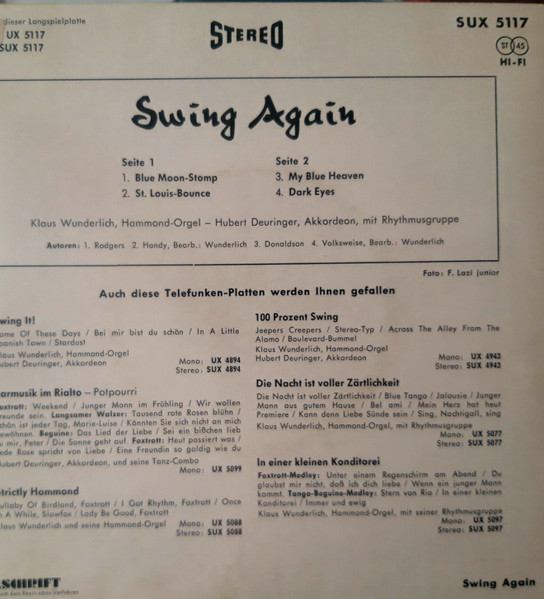 dieser Langspielplatte
UX 5117
SUX 5117
STEREO
SUX 5117
ST 45
HI-FI
Swing Again
Seite 1
1. Blue Moon-Stomp
2. St. Louis-Bounce
Seite 2
3. My Blue Heaven
4. Dark Eyes
Klaus Wunderlich, Hammond-Orgel – Hubert Deuringer, Akkordeon, mit Rhythmusgruppe
Autoren: 1. Rodgers 2. Handy, Bearb.: Wunderlich 3. Donaldson 4. Volksweise, Bearb.: Wunderlich
Foto: F. Lazi junior
Auch diese Telefunken-Platten werden Ihnen gefallen
wing It!
ome Of These Days / Bei mir bist du schön / In A Little
panish Town / Stardust
laus Wunderlich, Hammond-Orgel
Hubert Deuringer, Akkordeon
Mono: UX 4894
Stereo: SUX 4894
armusik im Rialto – Potpourri
oxtrott: Weekend / Junger Mann im Frühling / Wir wollen
reunde sein. Langsamer Walzer: Tausend rote Rosen blühn /
chön ist jeder Tag, Marie-Luise / Könnten Sie sich nicht an mich
ewöhnen. Beguine: Das Lied der Liebe / Sei ein bißchen lieb
u mir, Peter / Die Sonne geht auf. Foxtrott: Heut passiert was /
ede Rose spricht von Liebe / Eine Freundin so goldig wie du
ubert Deuringer, Akkordeon, und seine Tanz-Combo
Mono: UX 5099
trictly Hammond
ullaby Of Birdland, Foxtrott / I Got Rhythm, Foxtrott / Once
n A While, Slowfox / Lady Be Good, Foxtrott
laus Wunderlich und seine Hammond-Orgel
Mono: UX 5088
Stereo: SUX 5088
100 Prozent Swing
Jeepers Creepers / Stereo-Typ / Across The Alley From The
Alamo / Boulevard-Bummel
Klaus Wunderlich, Hammond-Orgel
Hubert Deuringer, Akkordeon
Mono: UX 4943
Stereo: SUX 4943
Die Nacht ist voller Zärtlichkeit
Die Nacht ist voller Zärtlichkeit / Blue Tango / Jalousie / Junger
Mann aus gutem Hause / Bel ami / Mein Herz hat heut
Premiere / Kann denn Liebe Sünde sein / Sing, Nachtigall, sing
Klaus Wunderlich, Hammond-Orgel, mit Rhythmusgruppe
Mono: UX 5077
Stereo: SUX 5077
In einer kleinen Konditorei
Foxtrott-Medley: Unter einem Regenschirm am Abend / Du
glaubst mir nicht, daß ich dich liebe / Wenn ein junger Mann
kommt. Tango-Beguine-Medley: Stern von Rio / In einer kleinen
Konditorei / Immer und ewig
Klaus Wunderlich, Hammond-Orgel, mit seiner Rhythmusgruppe
Mono: UX 5097
Stereo: SUX 5097
SCHRIFT
Swing Again